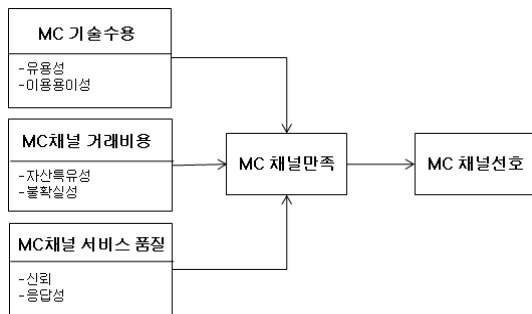 MC 기술수용
-유용성
-이용용이성
MC채널 거래비용
-자산특유성
-불확실성
MC 채널만족
MC 채널선호
MC채널 서비스 품질
-신뢰
-응답성